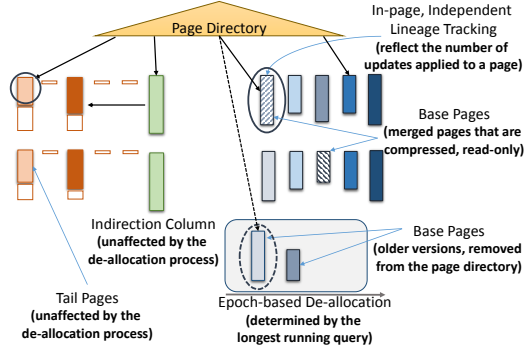 Page Directory
In-page, Independent
Lineage Tracking
(reflect the number of
updates applied to a page)
Base Pages
(merged pages that are
compressed, read-only)
Indirection Column
(unaffected by the
de-allocation process)
Base Pages
(older versions, removed
from the page directory)
Tail Pages
(unaffected by the
de-allocation process)
Epoch-based De-allocation
(determined by the
longest running query)